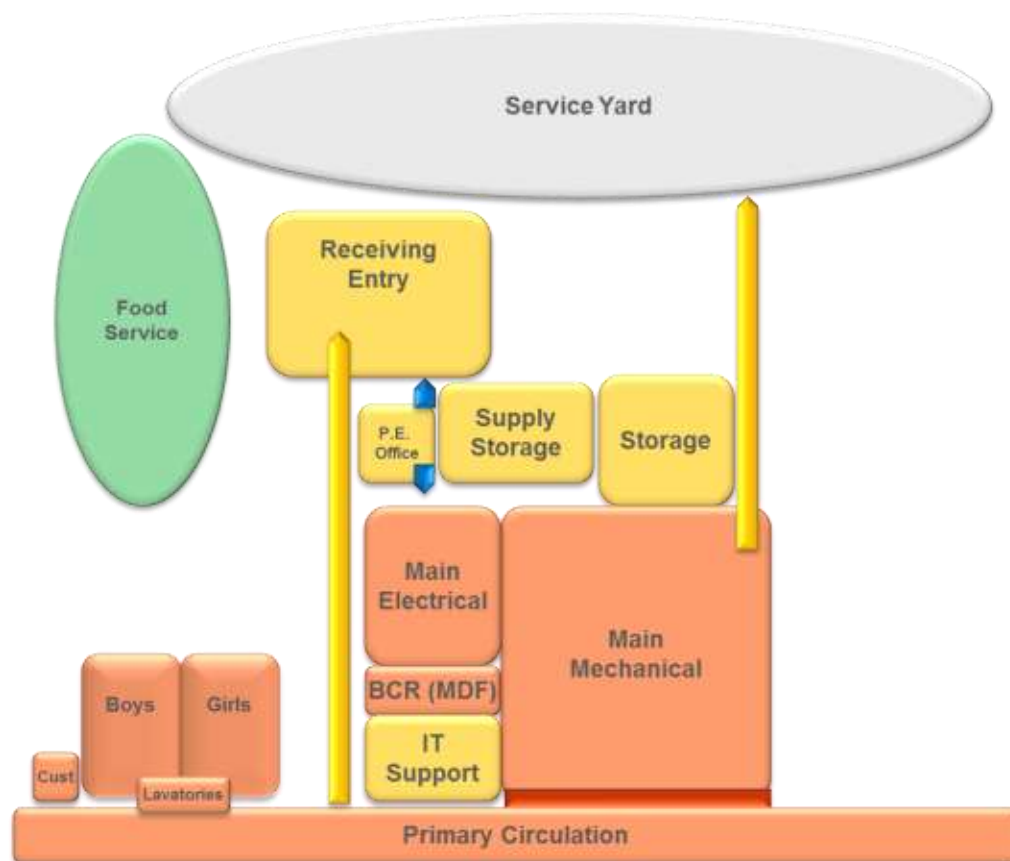 Service Yard
Receiving
Entry
Food
Service
P.E.
Office
Supply
Storage
Storage
Main
Electrical
Main
Mechanical
BCR (MDF)
Boys
Girls
IT
Support
Cust
Lavatories
Primary Circulation